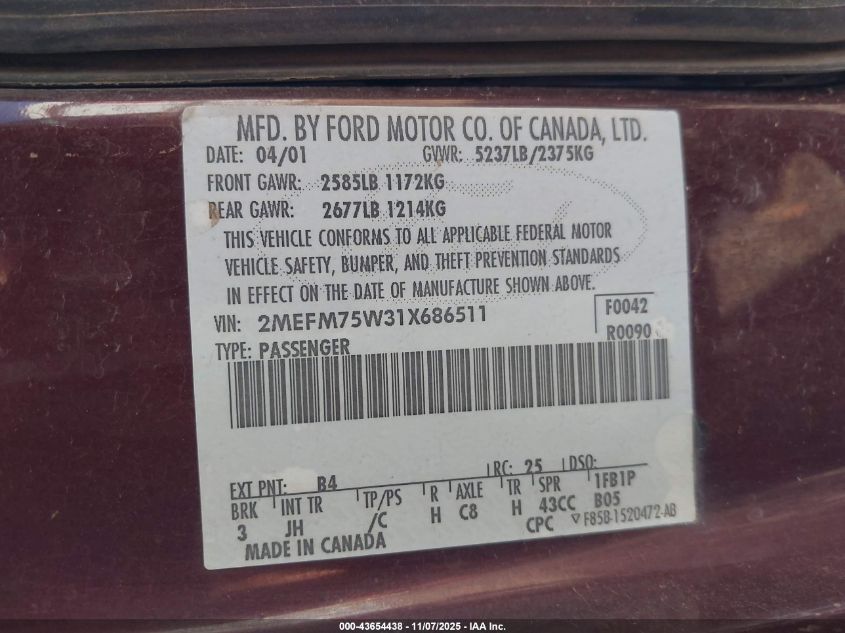 MFD. BY FORD MOTOR CO. OF CANADA, LTD.
DATE: 04/01 GVWR: 5237LB/2375KG
FRONT GAWR: 2585LB 1172KG
REAR GAWR: 2677LB 1214KG
THIS VEHICLE CONFORMS TO ALL APPLICABLE FEDERAL MOTOR
VEHICLE SAFETY, BUMPER, AND THEFT PREVENTION STANDARDS
IN EFFECT ON THE DATE OF MANUFACTURE SHOWN ABOVE.
VIN: 2MEFM75W31X686511 F0042
TYPE: PASSENGER R0090
EXT PNT: B4 RC: 25 DSO:
BRK INT TR TP/PS R AXLE TR SPR 1FB1P
3 JH /C H C8 H 43CC B05
CPC F85B-1520472-AB
MADE IN CANADA
000-43654438 - 11/07/2025 - IAA Inc.